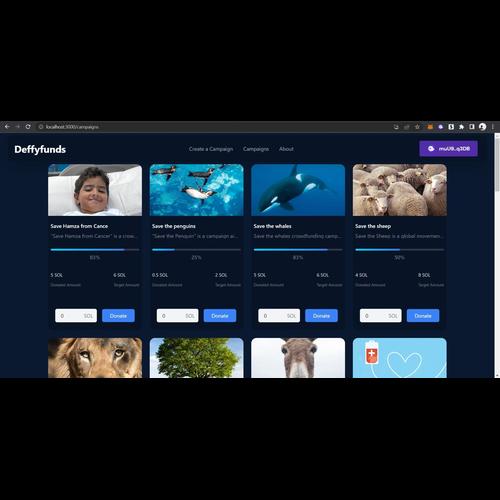 localhost:3000/campaigns
Deffyfunds
Create a Campaign
Campaigns
About
muUB..q2DB
Save Hamza from Cance
"Save Hamza from Cancer" is a crow...
83%
5 SOL
6 SOL
Donated Amount
Target Amount
0
SOL
Donate
Save the penguins
"Save the Penguin" is a campaign ai...
25%
0.5 SOL
2 SOL
Donated Amount
Target Amount
0
SOL
Donate
Save the whales
Save the whales crowdfunding camp...
83%
5 SOL
6 SOL
Donated Amount
Target Amount
0
SOL
Donate
Save the sheep
Save the Sheep is a global movemen...
50%
4 SOL
8 SOL
Donated Amount
Target Amount
0
SOL
Donate